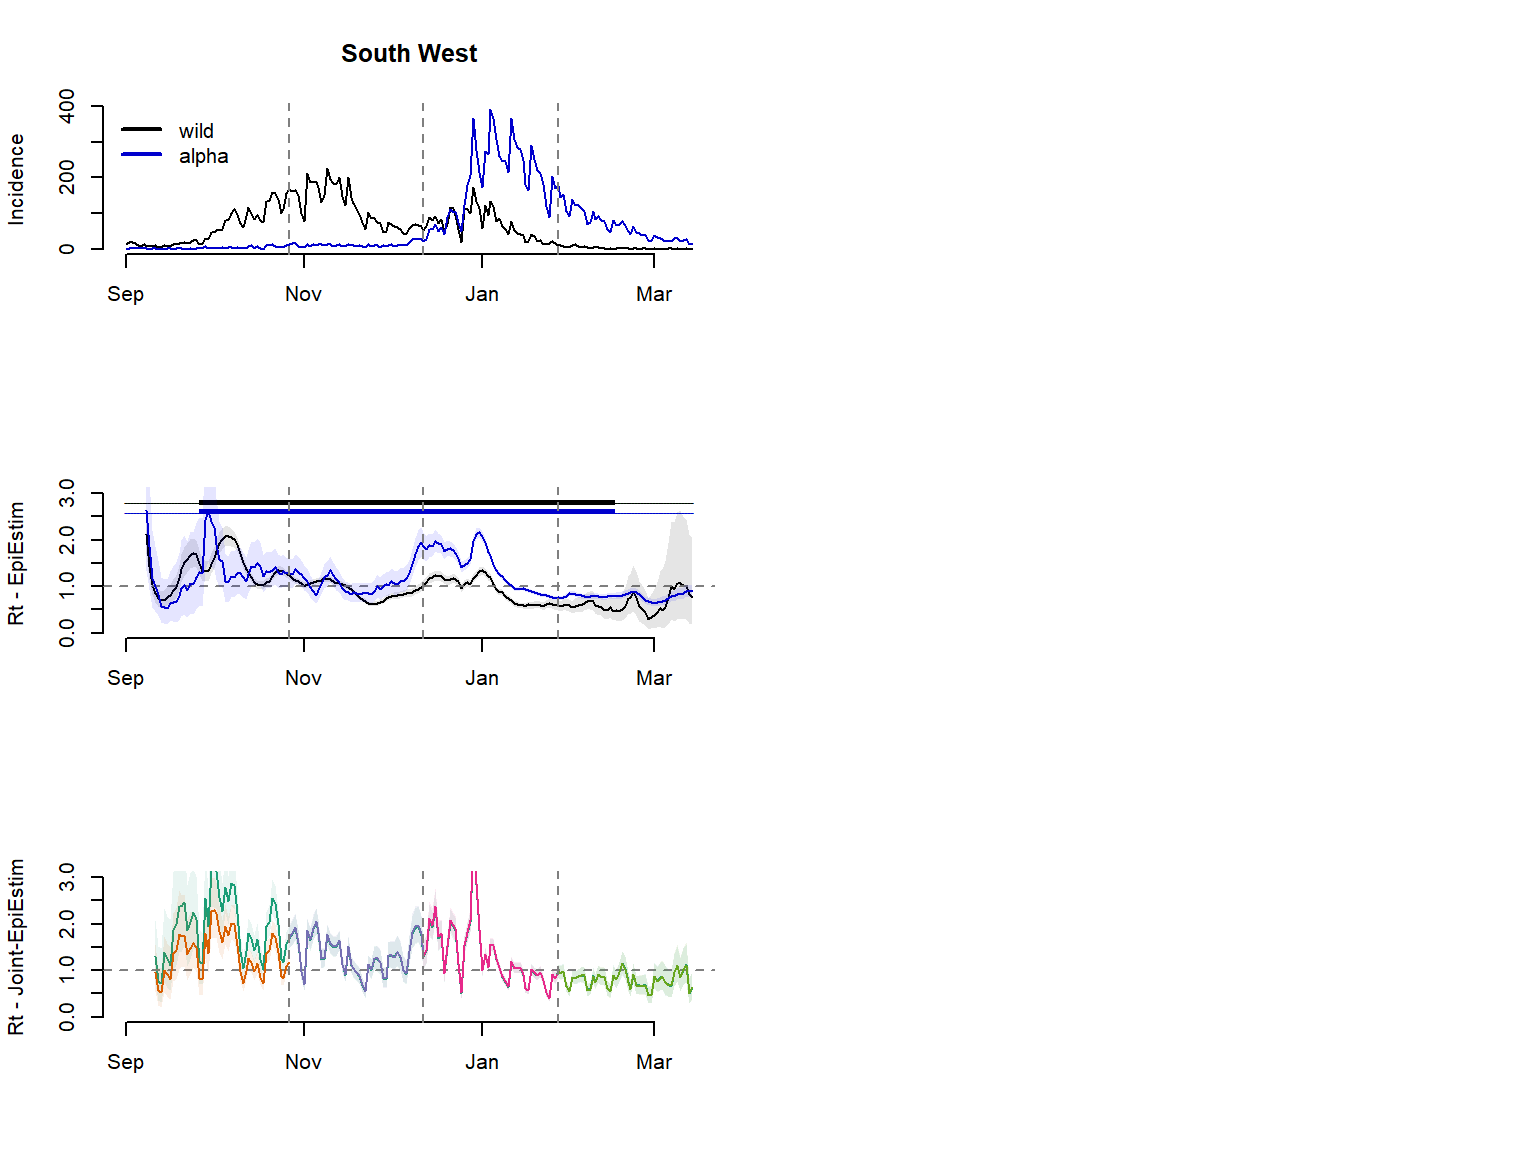 South West
Incidence
400
200
0
wild
alpha
Sep Nov Jan Mar
Rt - EpiEstim
3.0
2.0
1.0
0.0
Sep Nov Jan Mar
Rt - Joint-EpiEstim
3.0
2.0
1.0
0.0
Sep Nov Jan Mar